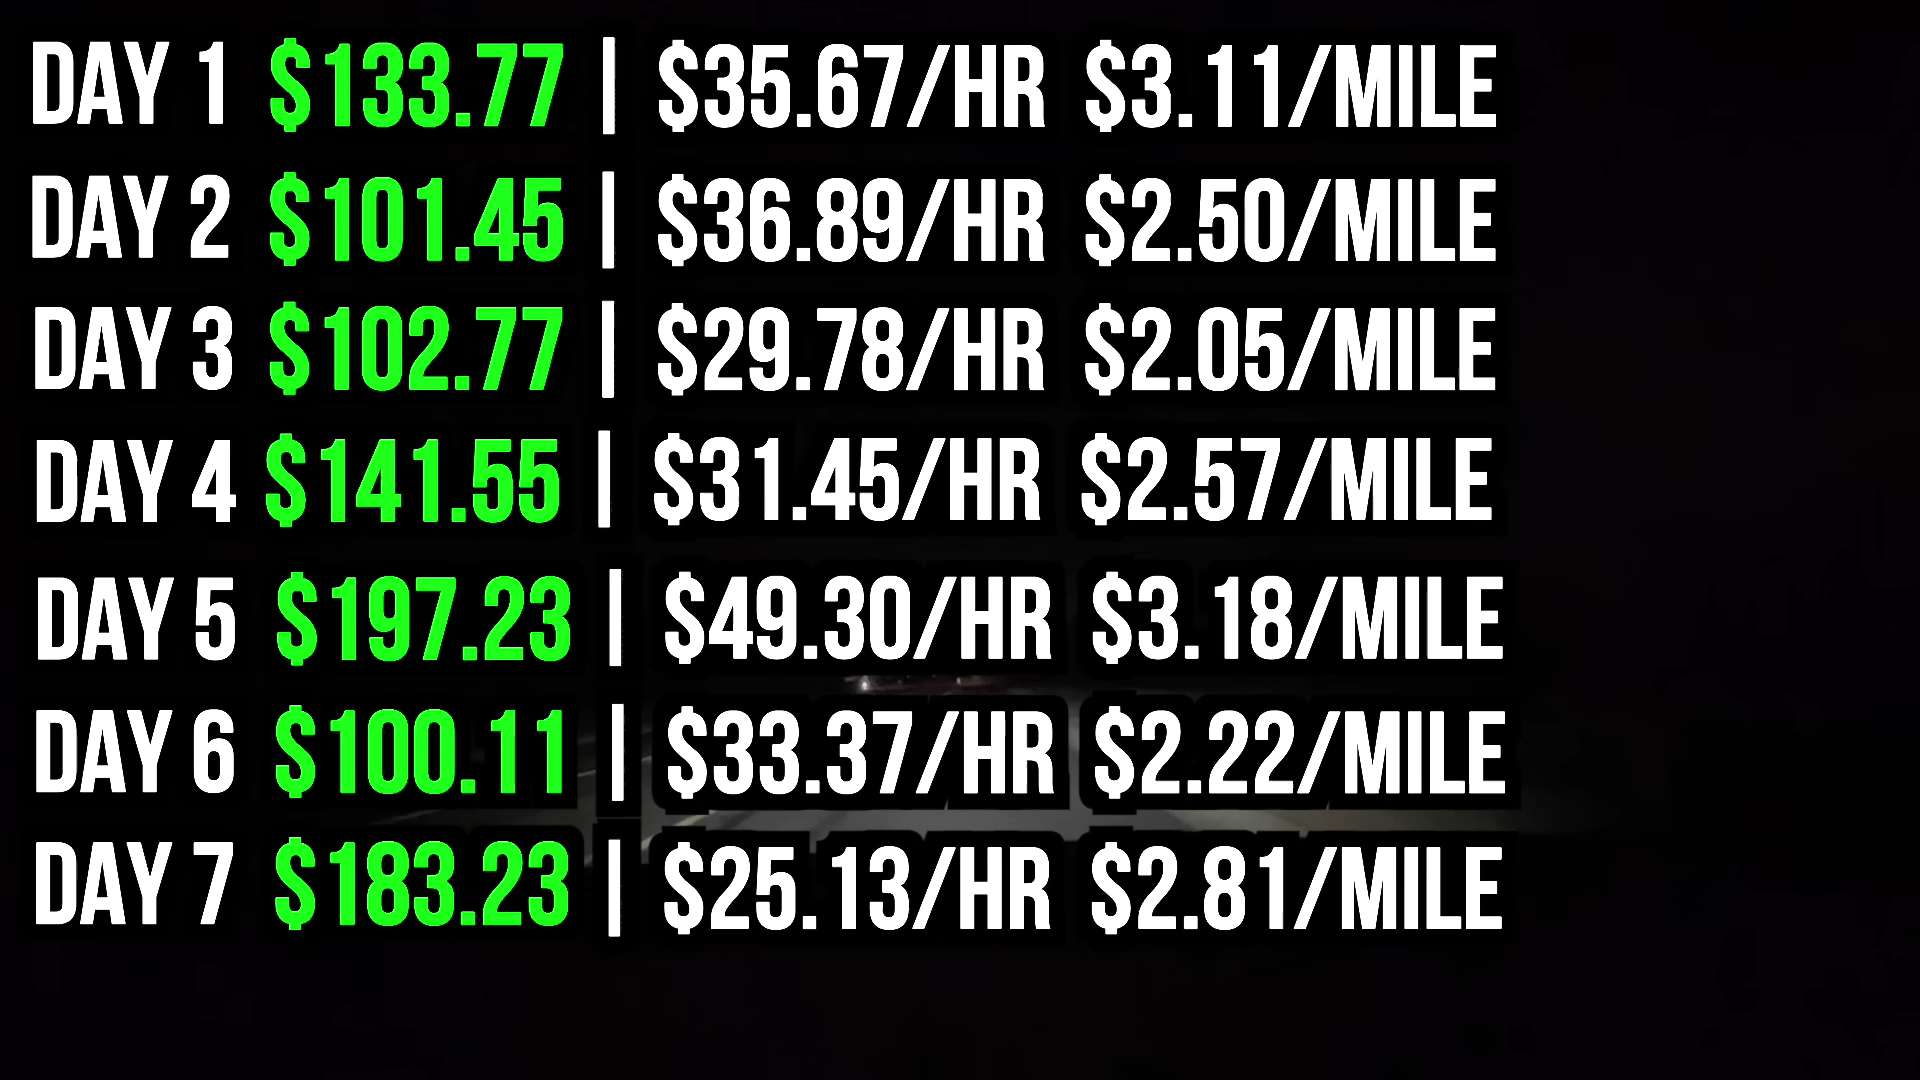 DAY 1 $133.77 | $35.67/HR $3.11/MILE
DAY 2 $101.45 | $36.89/HR $2.50/MILE
DAY 3 $102.77 | $29.78/HR $2.05/MILE
DAY 4 $141.55 | $31.45/HR $2.57/MILE
DAY 5 $197.23 | $49.30/HR $3.18/MILE
DAY 6 $100.11 | $33.37/HR $2.22/MILE
DAY 7 $183.23 | $25.13/HR $2.81/MILE